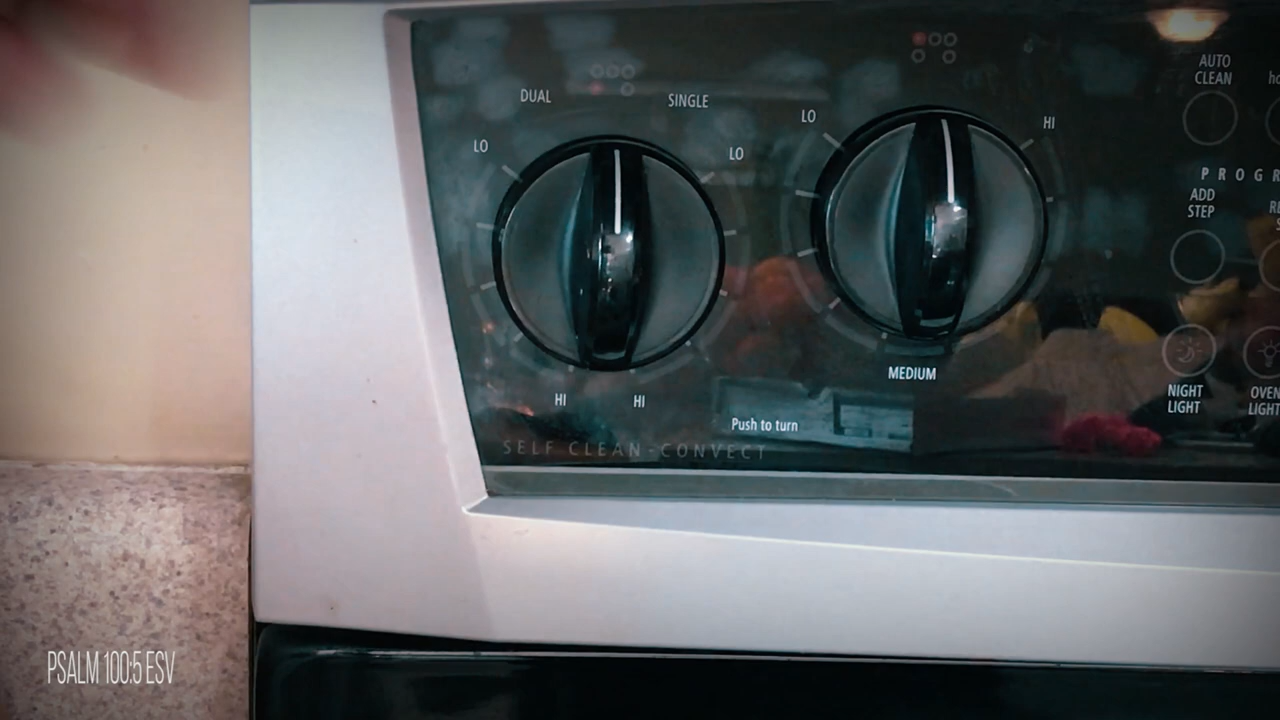 DUAL
SINGLE
LO
LO
HI
HI
SELF CLEAN-CONVECT
LO
HI
MEDIUM
Push to turn
AUTO
CLEAN
ADD
STEP
NIGHT
LIGHT
OVEN
LIGHT
PSALM 100:5 ESV